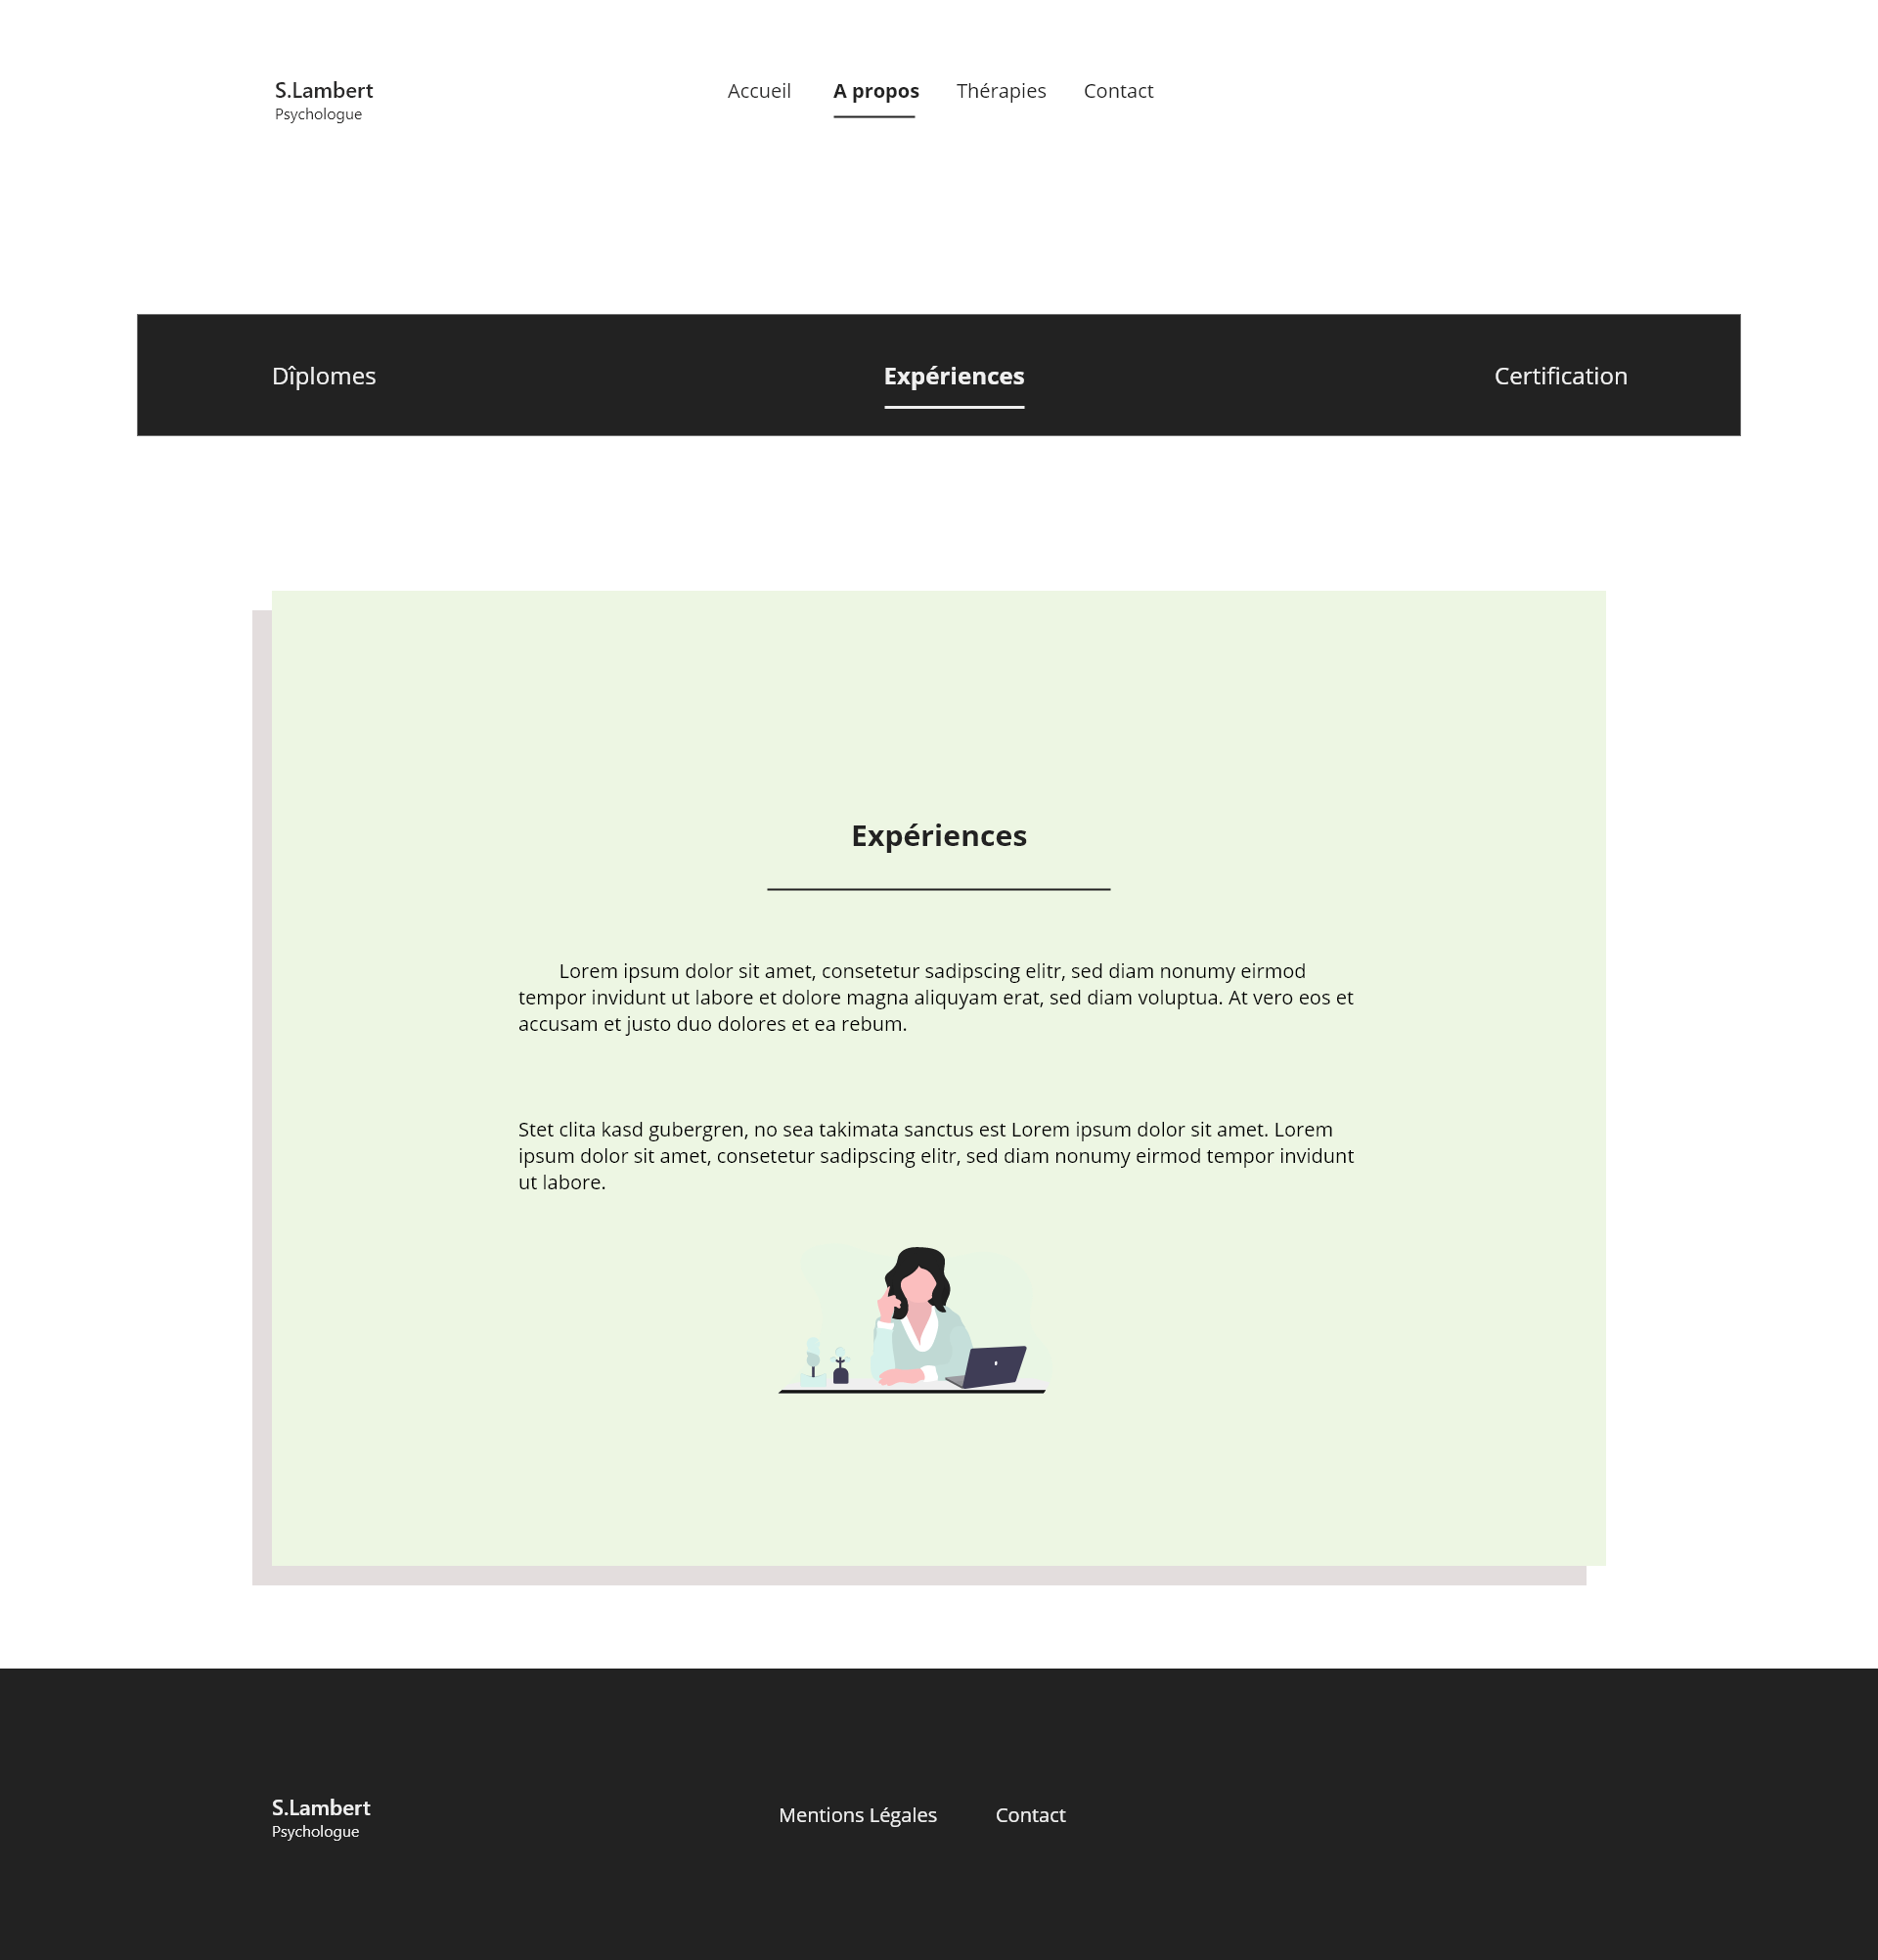 S.Lambert
Psychologue
Accueil
A propos
Thérapies
Contact
Dîplomes
Expériences
Certification
Expériences
Lorem ipsum dolor sit amet, consetetur sadipscing elitr, sed diam nonumy eirmod
tempor invidunt ut labore et dolore magna aliquyam erat, sed diam voluptua. At vero eos et
accusam et justo duo dolores et ea rebum.
Stet clita kasd gubergren, no sea takimata sanctus est Lorem ipsum dolor sit amet. Lorem
ipsum dolor sit amet, consetetur sadipscing elitr, sed diam nonumy eirmod tempor invidunt
ut labore.
S.Lambert
Psychologue
Mentions Légales
Contact